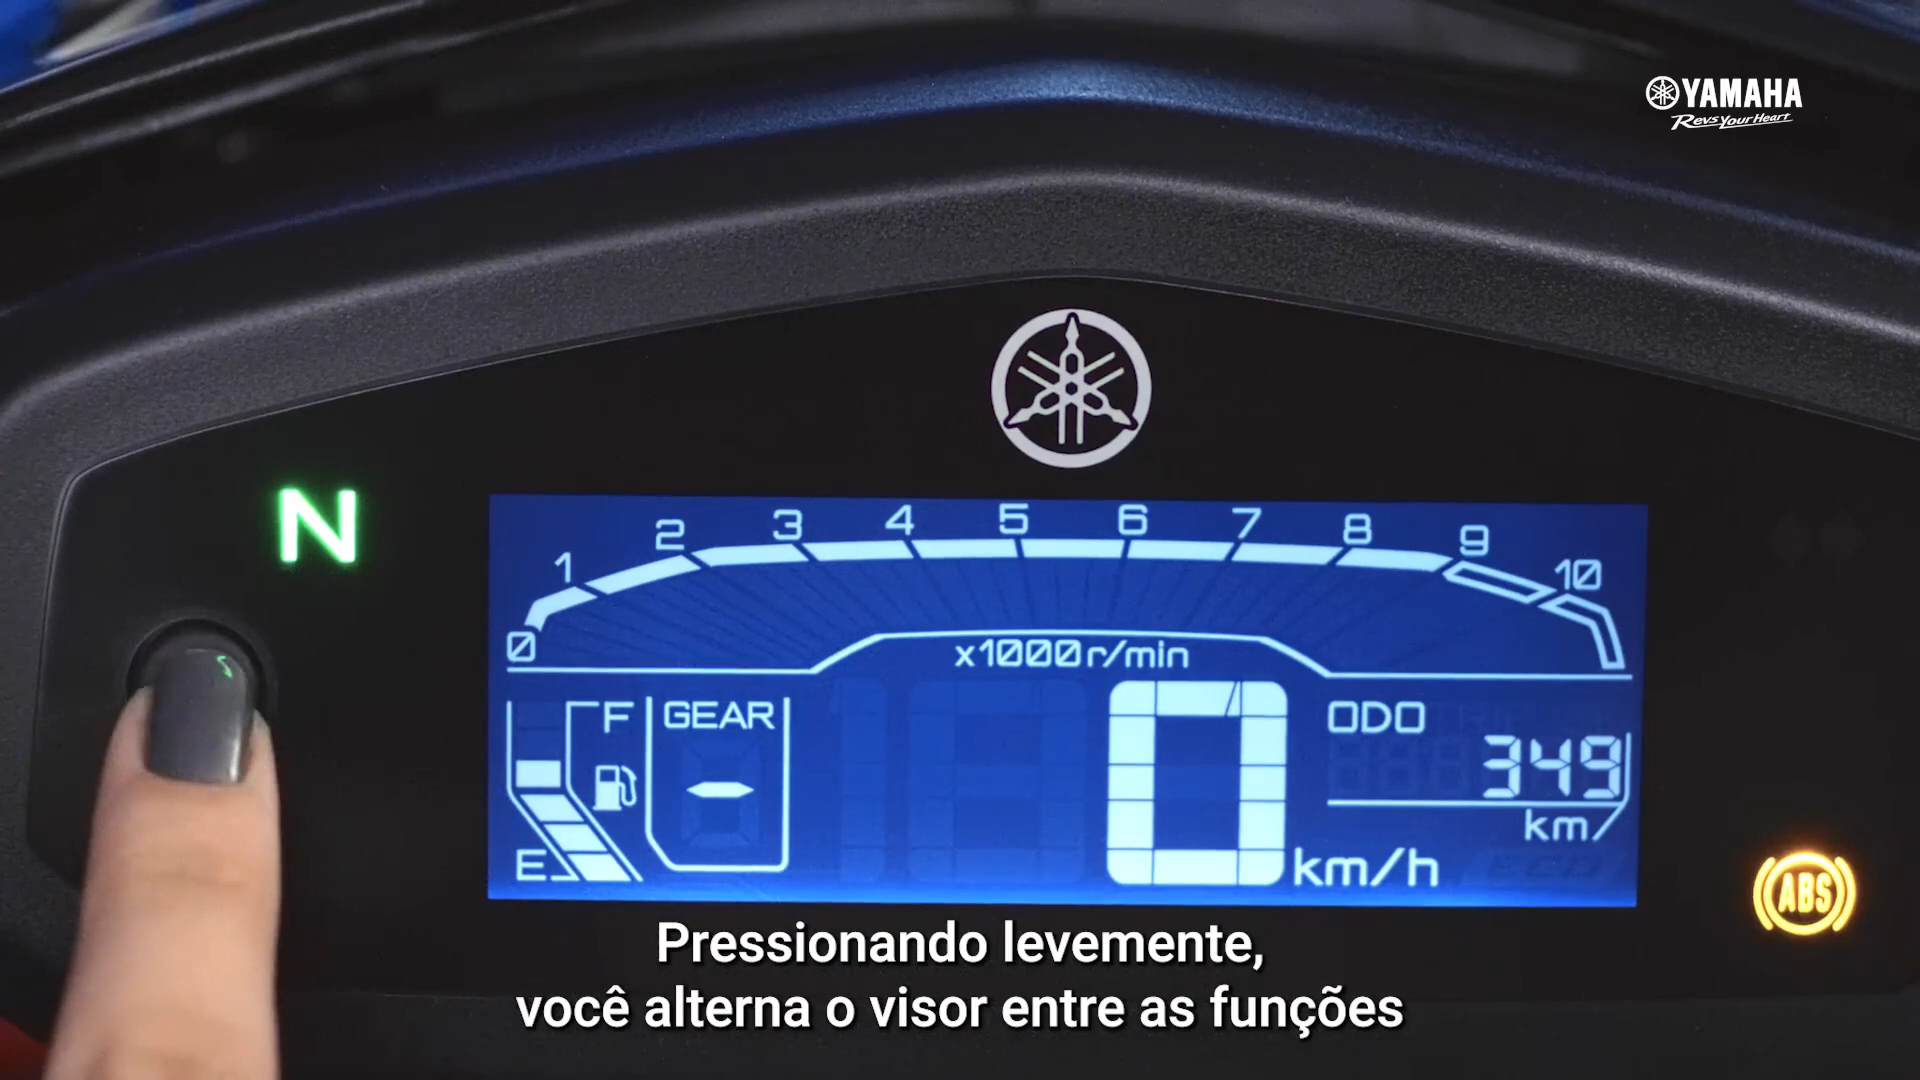 YAMAHA
Revs Your Heart
N
0 1 2 3 4 5 6 7 8 9 10
x1000 r/min
F
GEAR
-
0
ODO
349
km
E
km/h
ABS
Pressionando levemente,
você alterna o visor entre as funções